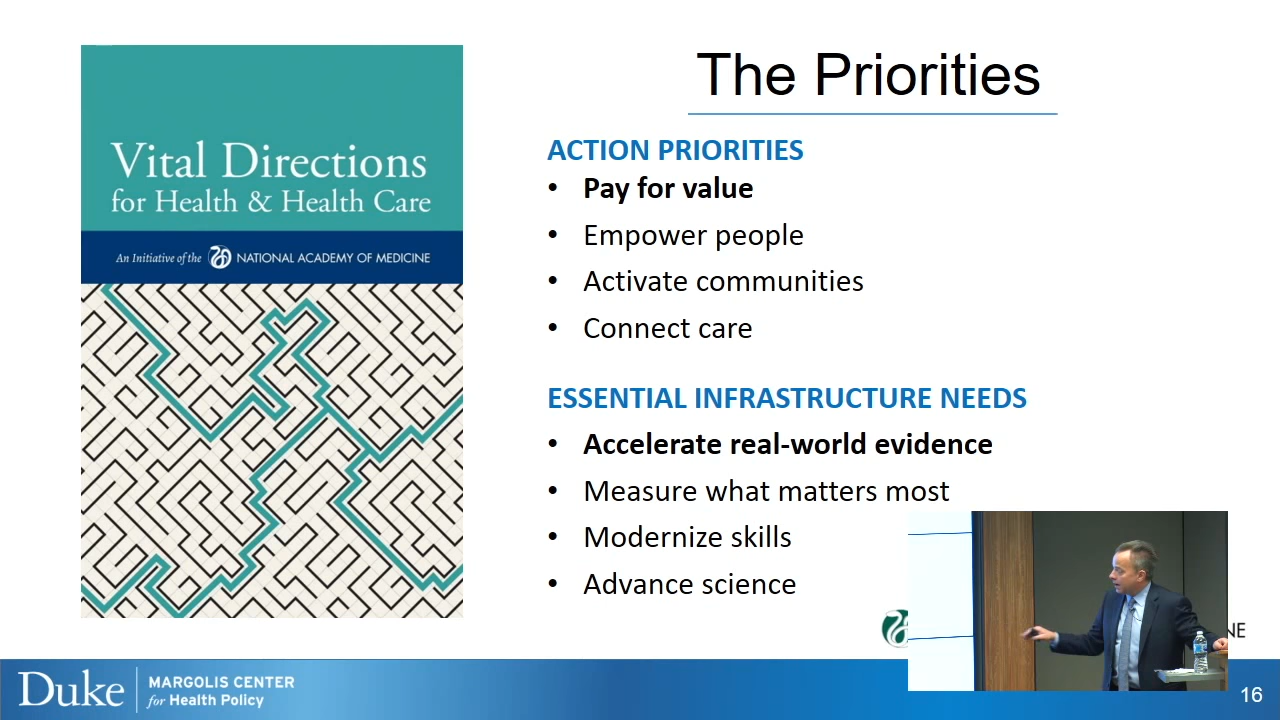 Vital Directions
for Health & Health Care
An Initiative of the NATIONAL ACADEMY OF MEDICINE
The Priorities
ACTION PRIORITIES
• Pay for value
• Empower people
• Activate communities
• Connect care
ESSENTIAL INFRASTRUCTURE NEEDS
• Accelerate real-world evidence
• Measure what matters most
• Modernize skills
• Advance science
NE
Duke MARGOLIS CENTER
for Health Policy
16